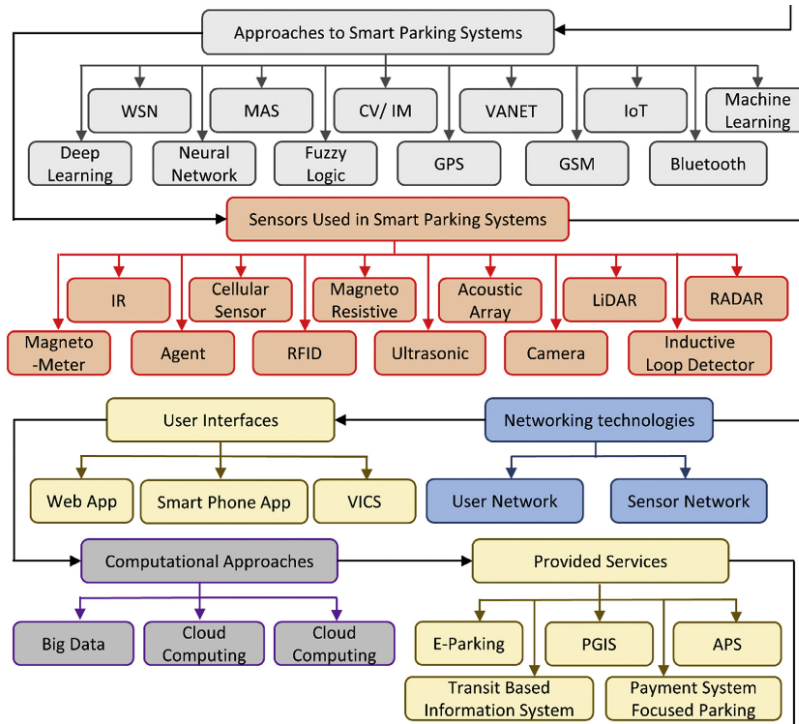 Approaches to Smart Parking Systems
WSN
MAS
CV/ IM
VANET
IoT
Machine
Learning
Deep
Learning
Neural
Network
Fuzzy
Logic
GPS
GSM
Bluetooth
Sensors Used in Smart Parking Systems
IR
Cellular
Sensor
Magneto
Resistive
Acoustic
Array
LiDAR
RADAR
Magneto
-Meter
Agent
RFID
Ultrasonic
Camera
Inductive
Loop Detector
User Interfaces
Networking technologies
Web App
Smart Phone App
VICS
User Network
Sensor Network
Computational Approaches
Provided Services
Big Data
Cloud
Computing
Cloud
Computing
E-Parking
PGIS
APS
Transit Based
Information System
Payment System
Focused Parking